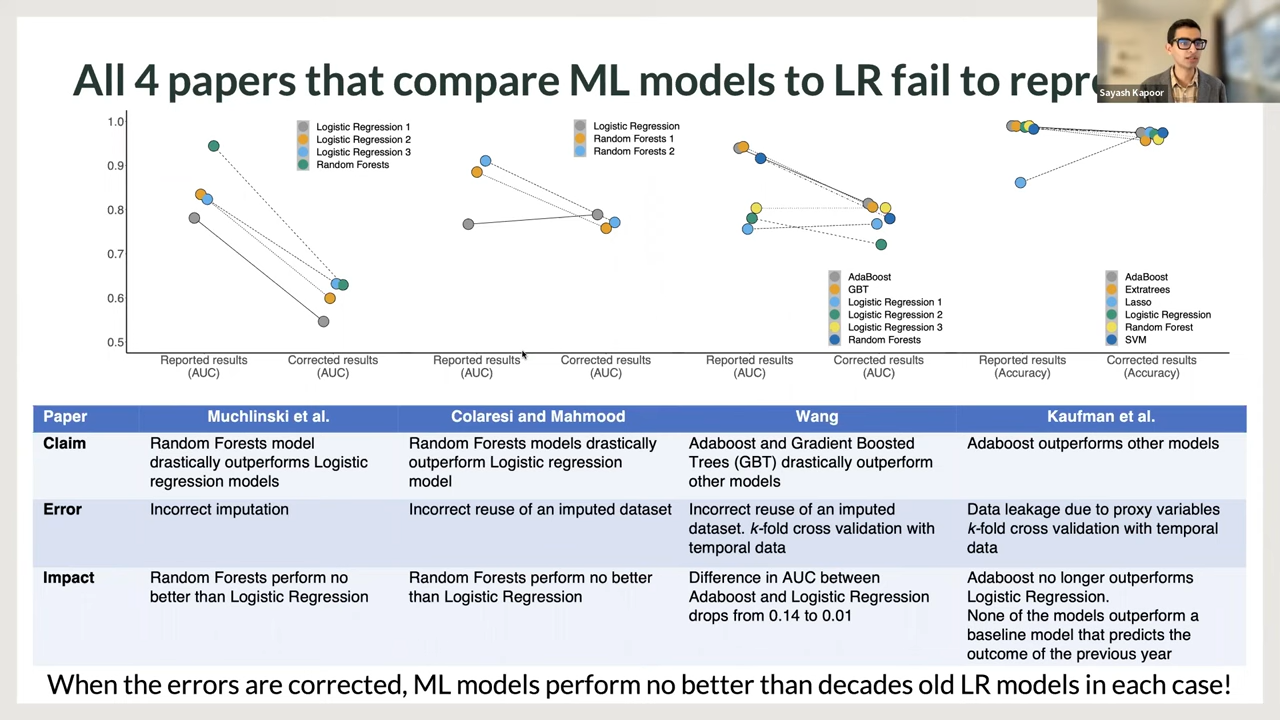 All 4 papers that compare ML models to LR fail to
Sayash Kapoor
1.0
0.9
0.8
0.7
0.6
0.5
Logistic Regression 1
Logistic Regression 2
Logistic Regression 3
Random Forests
Logistic Regression
Random Forests 1
Random Forests 2
AdaBoost
GBT
Logistic Regression 1
Logistic Regression 2
Logistic Regression 3
Random Forests
AdaBoost
Extratrees
Lasso
Logistic Regression
Random Forest
SVM
Reported results
(AUC)
Corrected results
(AUC)
Reported results
(AUC)
Corrected results
(AUC)
Reported results
(AUC)
Corrected results
(AUC)
Reported results
(Accuracy)
Corrected results
(Accuracy)
Paper
Muchlinski et al.
Colaresi and Mahmood
Wang
Kaufman et al.
Claim
Random Forests model
drastically outperforms Logistic
regression models
Random Forests models drastically
outperform Logistic regression
model
Adaboost and Gradient Boosted
Trees (GBT) drastically outperform
other models
Adaboost outperforms other models
Error
Incorrect imputation
Incorrect reuse of an imputed dataset
Incorrect reuse of an imputed
dataset. k-fold cross validation with
temporal data
Data leakage due to proxy variables
k-fold cross validation with temporal
data
Impact
Random Forests perform no
better than Logistic Regression
Random Forests perform no better
than Logistic Regression
Difference in AUC between
Adaboost and Logistic Regression
drops from 0.14 to 0.01
Adaboost no longer outperforms
Logistic Regression.
None of the models outperform a
baseline model that predicts the
outcome of the previous year
When the errors are corrected, ML models perform no better than decades old LR models in each case!